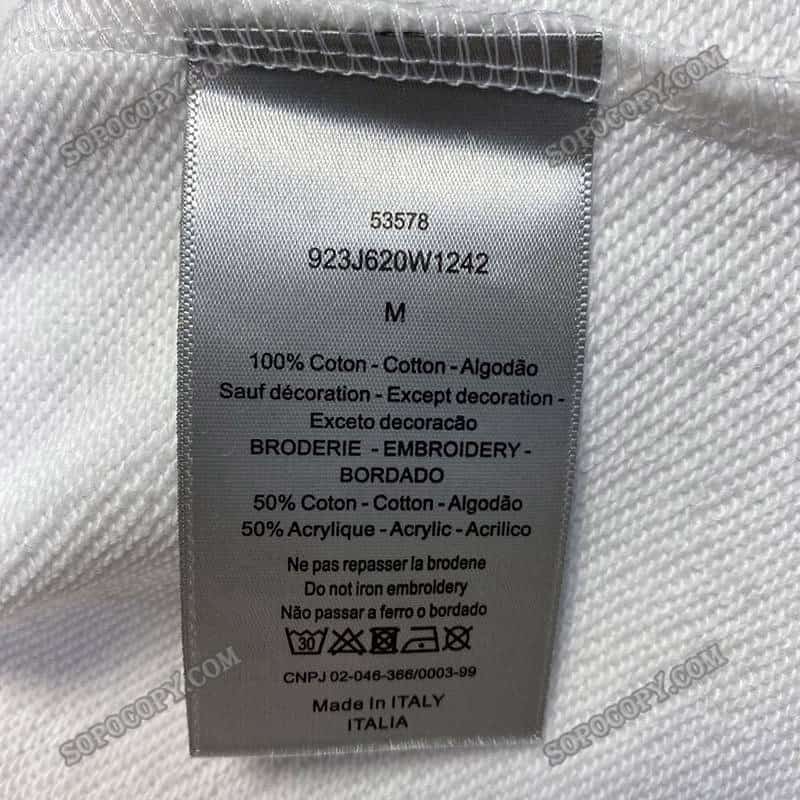 SOPOCOPY.COM
SOPOCOPY.COM
53578
923J620W1242
M
100% Coton - Cotton - Algodão
Sauf décoration - Except decoration -
Exceto decoracão
BRODERIE - EMBROIDERY -
BORDADO
50% Coton - Cotton - Algodão
50% Acrylique - Acrylic - Acrilico
Ne pas repasser la brodene
Do not iron embroidery
Não passar a ferro o bordado
30
CNPJ 02-046-366/0003-99
Made In ITALY
ITALIA
SOPOCOPY.COM
SOPOCOPY.COM